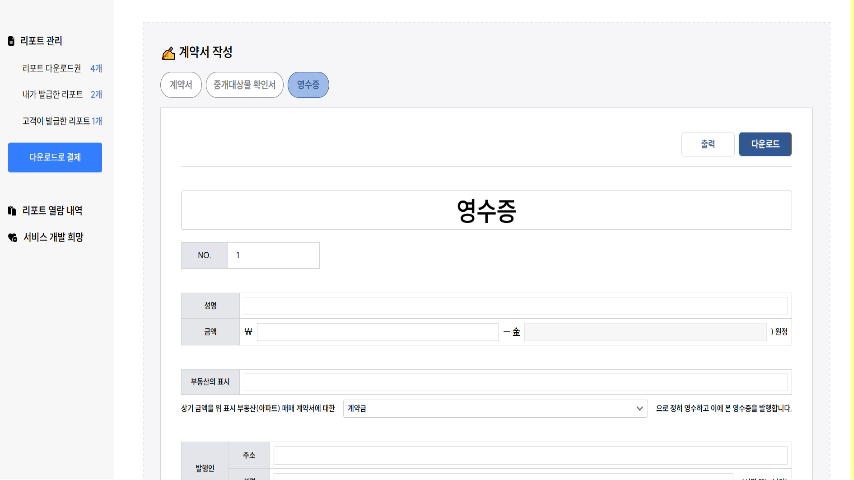 리포트 관리
리포트 다운로드권 4개
내가 발급한 리포트 2개
고객이 발급한 리포트 1개
다운로드로 결제
리포트 열람 내역
서비스 개발 희망
계약서 작성
계약서 중개대상물 확인서 영수증
출력 다운로드
영수증
NO. 1
성명
금액 ₩ ㅡ 金 ) 원정
부동산의 표시
상기 금액을 위 표시 부동산(아파트) 매매 계약서에 대한 계약금 으로 정히 영수하고 이에 본 영수증을 발행합니다.
주소
발행인